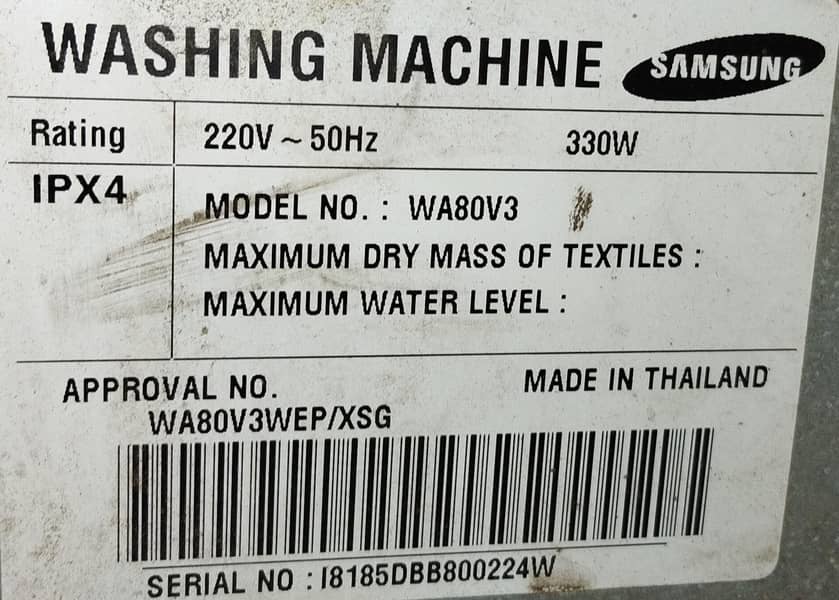 WASHING MACHINE SAMSUNG
Rating 220V ~ 50Hz 330W
IPX4
MODEL NO. : WA80V3
MAXIMUM DRY MASS OF TEXTILES :
MAXIMUM WATER LEVEL :
APPROVAL NO. MADE IN THAILAND
WA80V3WEP/XSG
SERIAL NO : I8185DBB800224W